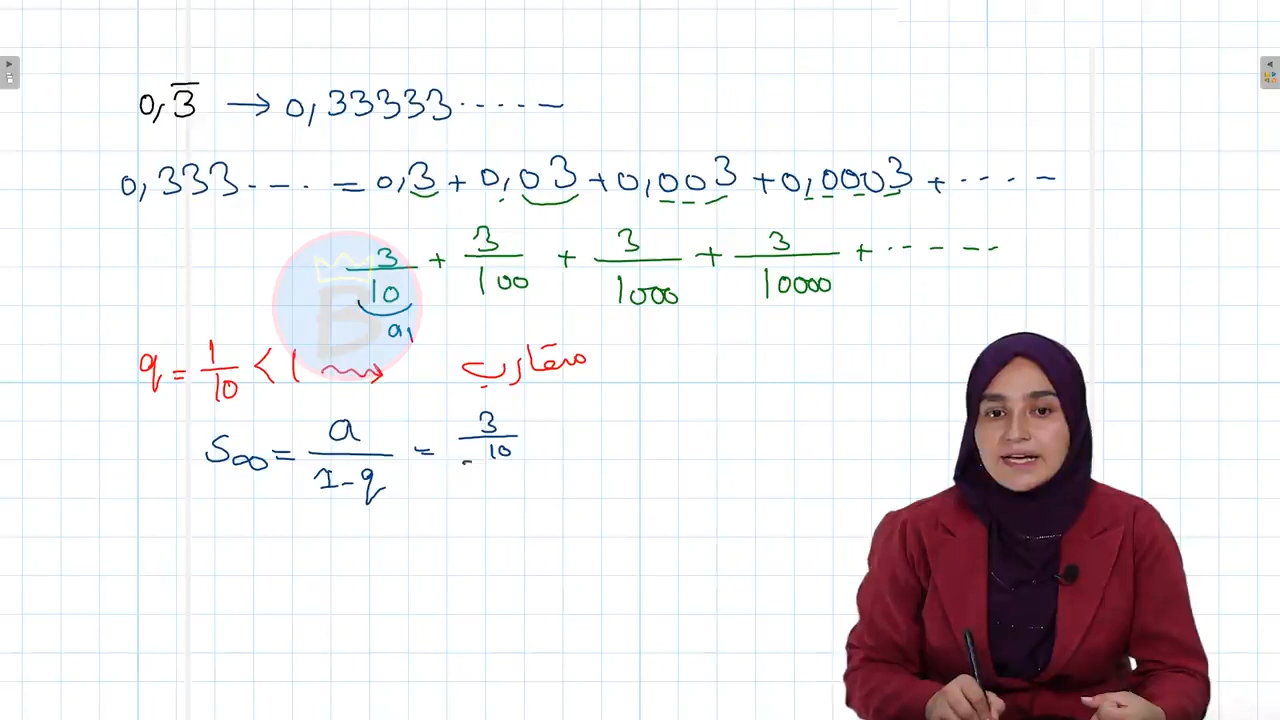 0,3̅ → 0,33333.....–
0,333.--. = 0,3 + 0,03 + 0,003 + 0,0003 + .....–
3/10 + 3/100 + 3/1000 + 3/10000 + ......
a₁
q = 1/10 < 1 ⇝ متقارب
S∞ = a/(1-q) = 3/10
B